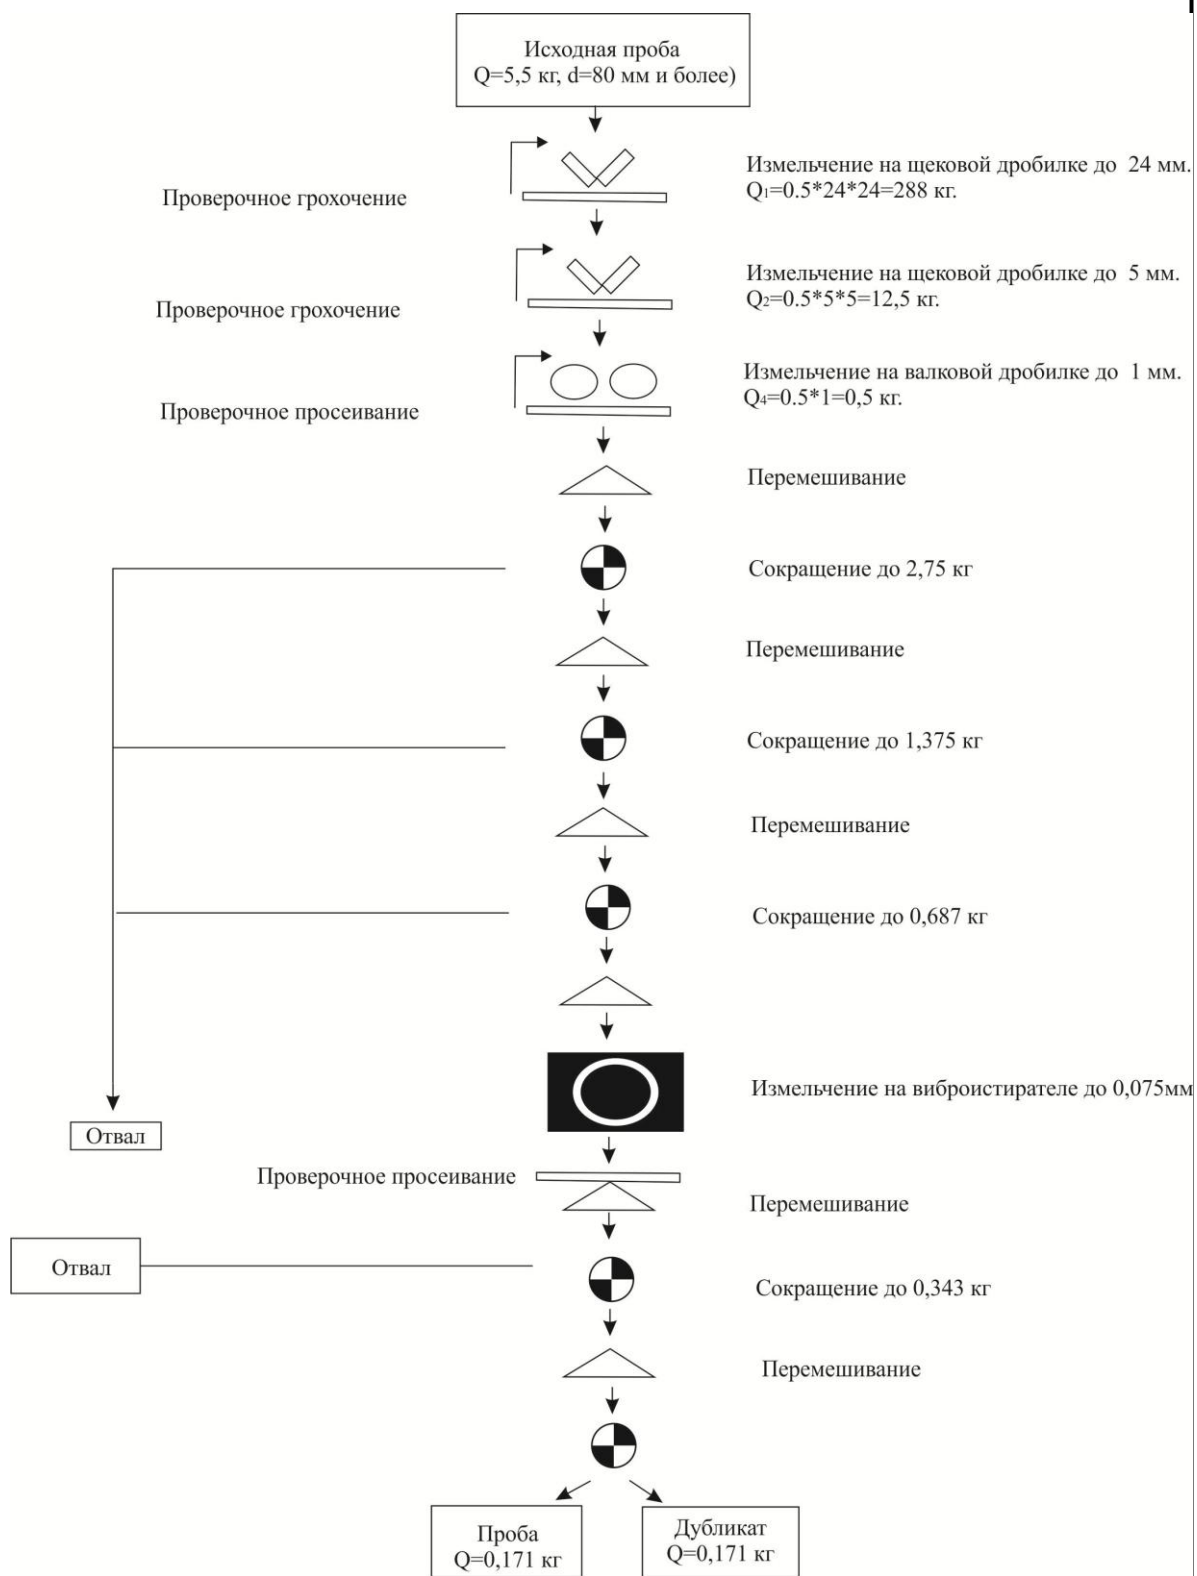 Исходная проба
Q=5,5 кг, d=80 мм и более)
Измельчение на щековой дробилке до 24 мм.
Q1=0.5*24*24=288 кг.
Проверочное грохочение
Измельчение на щековой дробилке до 5 мм.
Q2=0.5*5*5=12,5 кг.
Проверочное грохочение
Измельчение на валковой дробилке до 1 мм.
Q4=0.5*1=0,5 кг.
Проверочное просеивание
Перемешивание
Сокращение до 2,75 кг
Перемешивание
Сокращение до 1,375 кг
Перемешивание
Сокращение до 0,687 кг
Измельчение на виброистирателе до 0,075мм
Отвал
Проверочное просеивание
Перемешивание
Отвал
Сокращение до 0,343 кг
Перемешивание
Проба
Q=0,171 кг
Дубликат
Q=0,171 кг